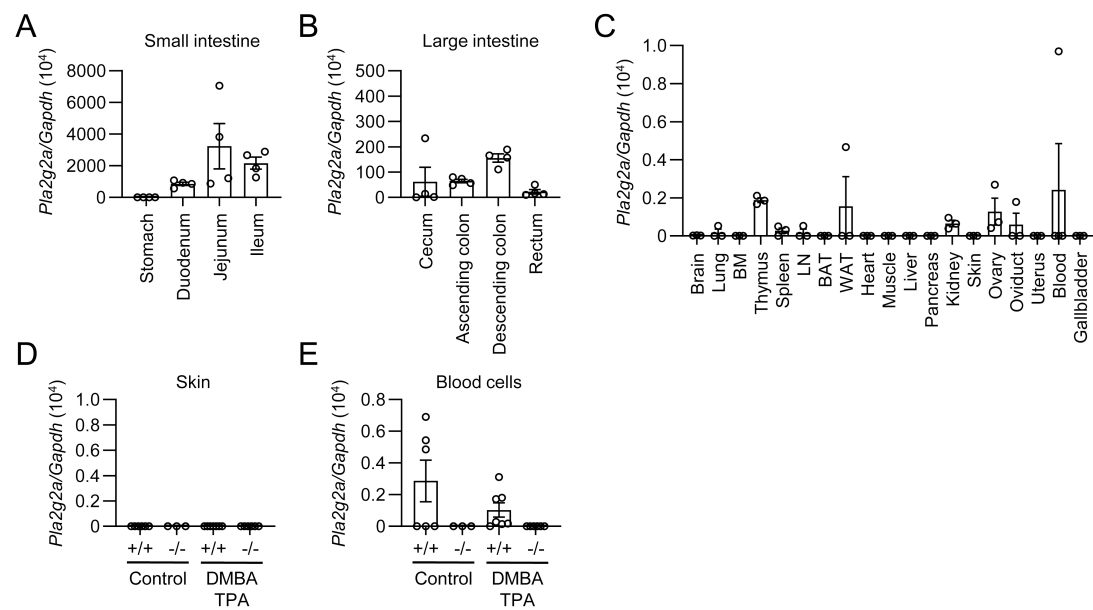 A
Small intestine
Pla2g2a/Gapdh (10⁴)
8000
6000
4000
2000
0
Stomach
Duodenum
Jejunum
Ileum
B
Large intestine
Pla2g2a/Gapdh (10⁴)
500
400
300
200
100
0
Cecum
Ascending colon
Descending colon
Rectum
C
Pla2g2a/Gapdh (10⁴)
1.0
0.8
0.6
0.4
0.2
0
Brain
Lung
BM
Thymus
Spleen
LN
BAT
WAT
Heart
Muscle
Liver
Pancreas
Kidney
Skin
Ovary
Oviduct
Uterus
Blood
Gallbladder
D
Skin
Pla2g2a/Gapdh (10⁴)
1.0
0.8
0.6
0.4
0.2
0
+/+ -/- +/+ -/-
Control DMBA
TPA
E
Blood cells
Pla2g2a/Gapdh (10⁴)
0.8
0.6
0.4
0.2
0
+/+ -/- +/+ -/-
Control DMBA
TPA